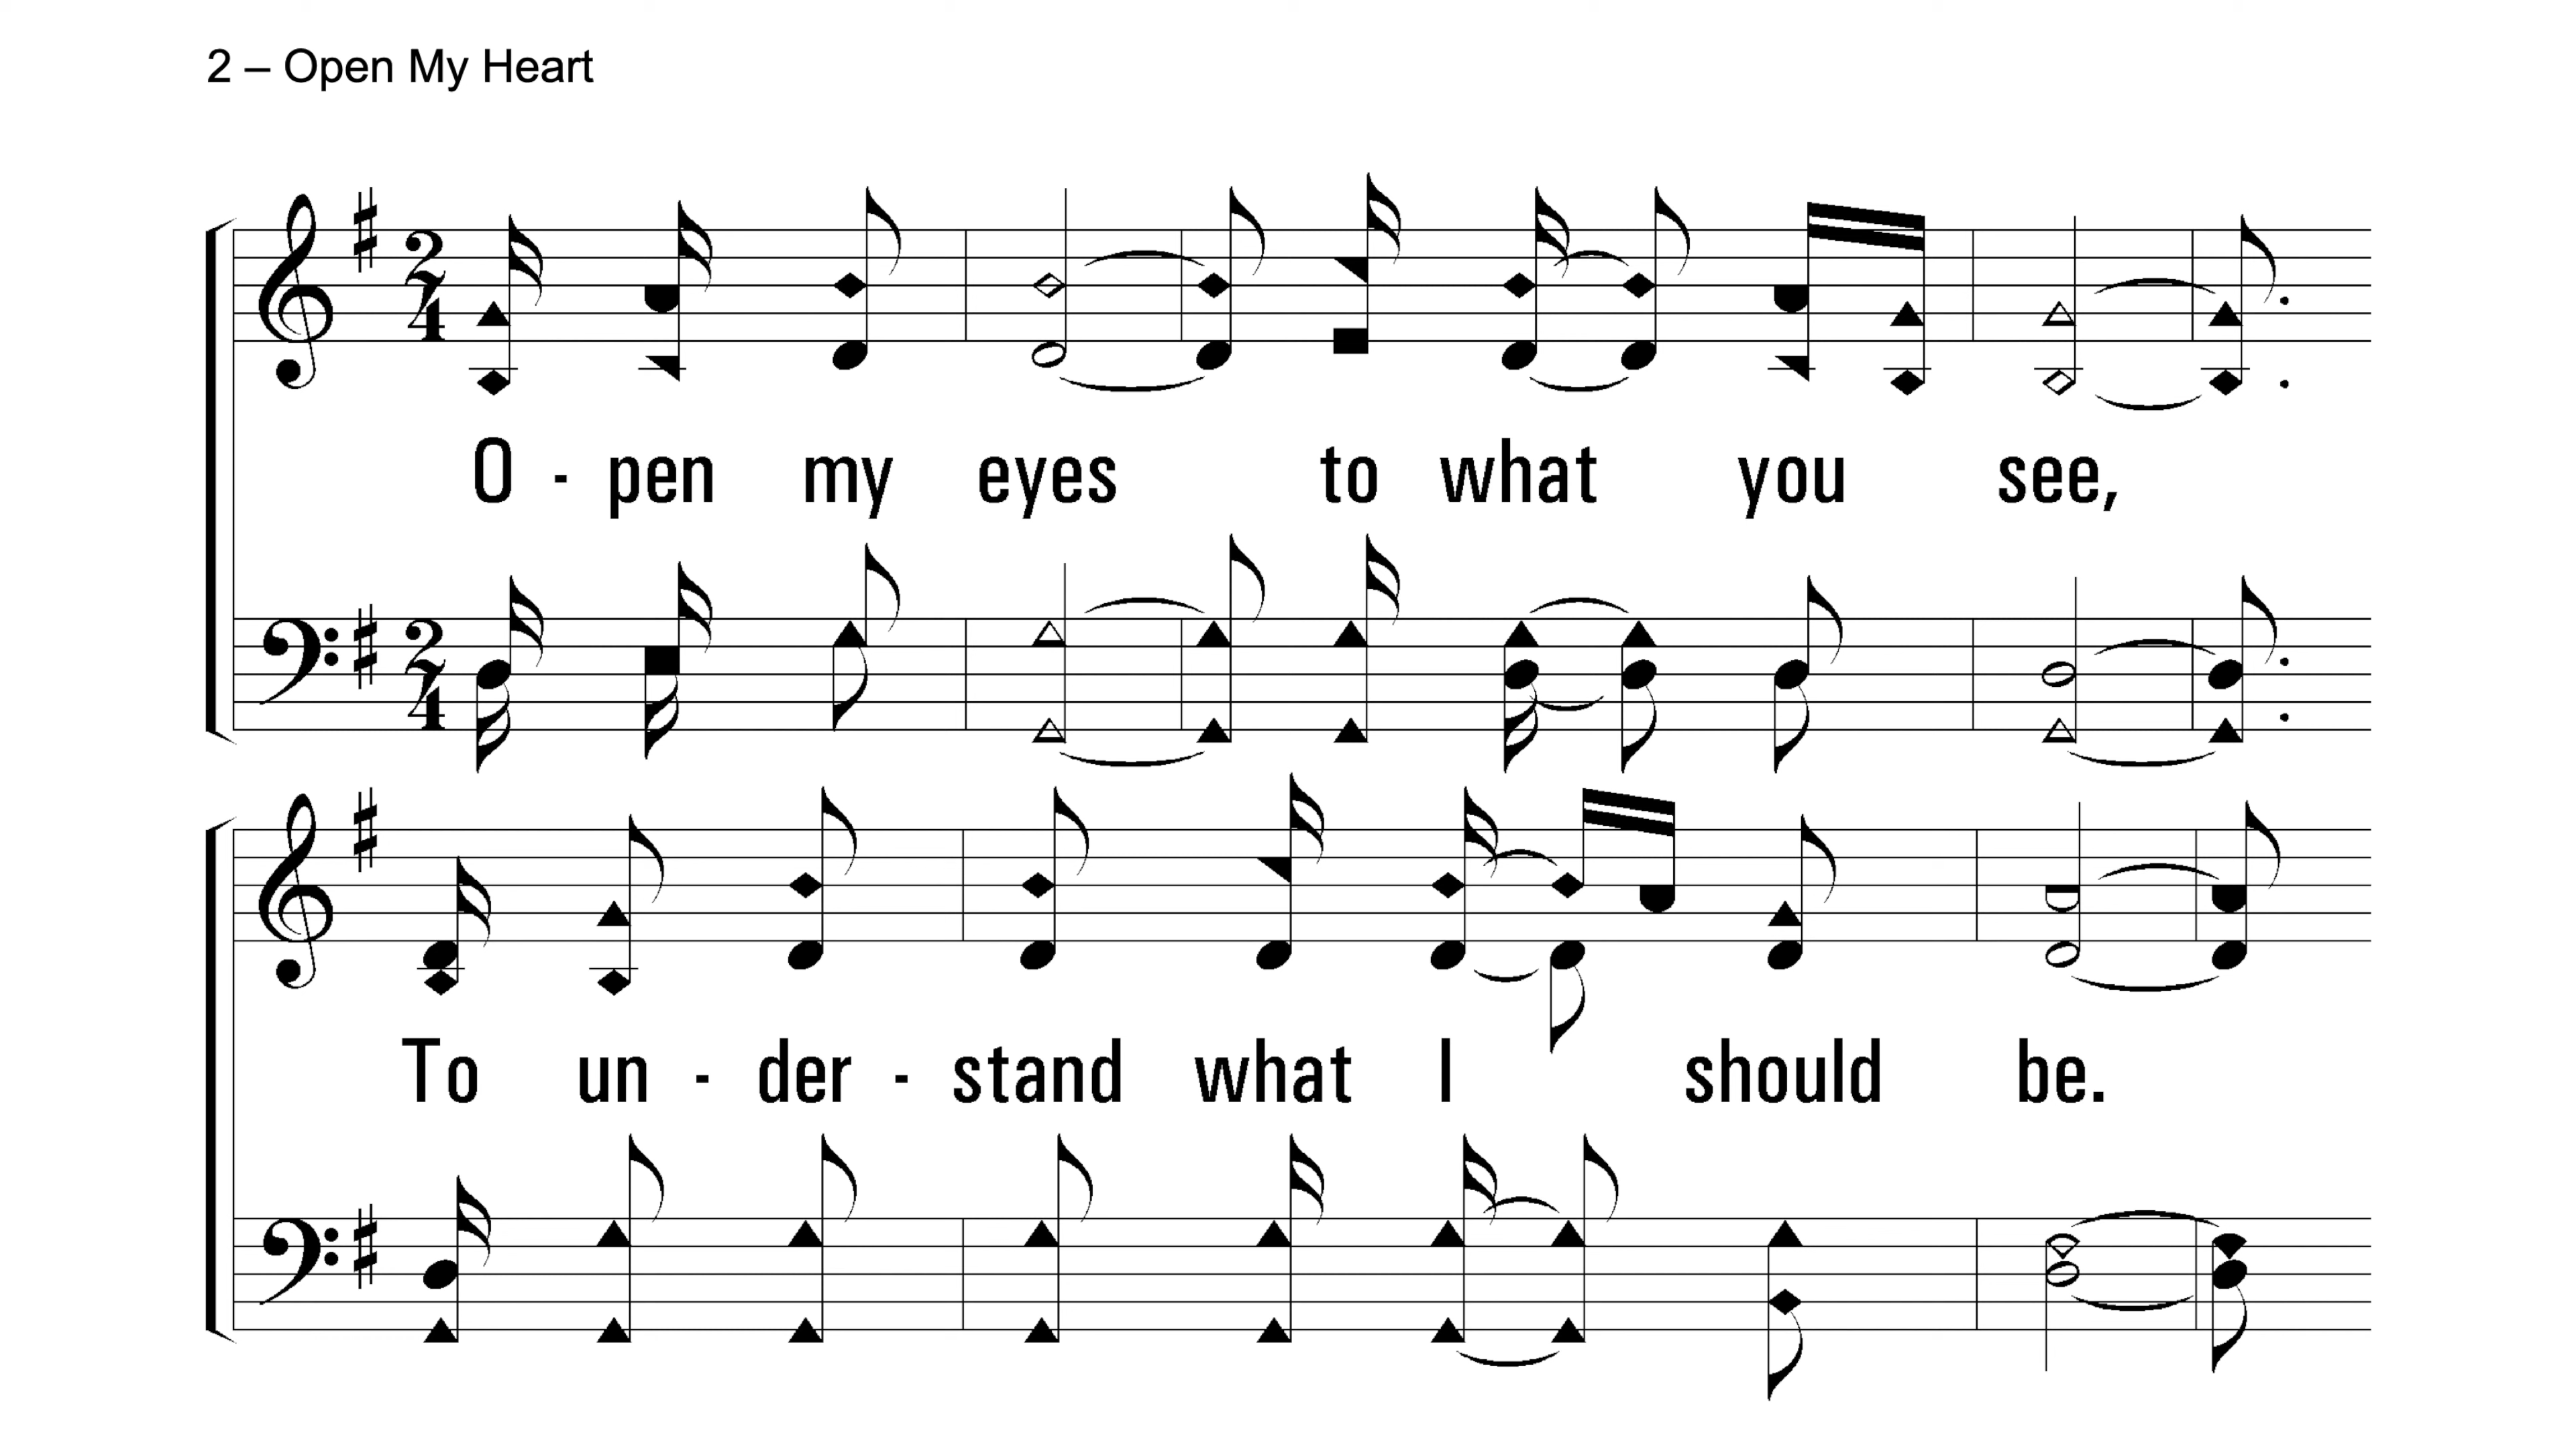 2 – Open My Heart
O - pen my eyes to what you see,
To un - der - stand what I should be.